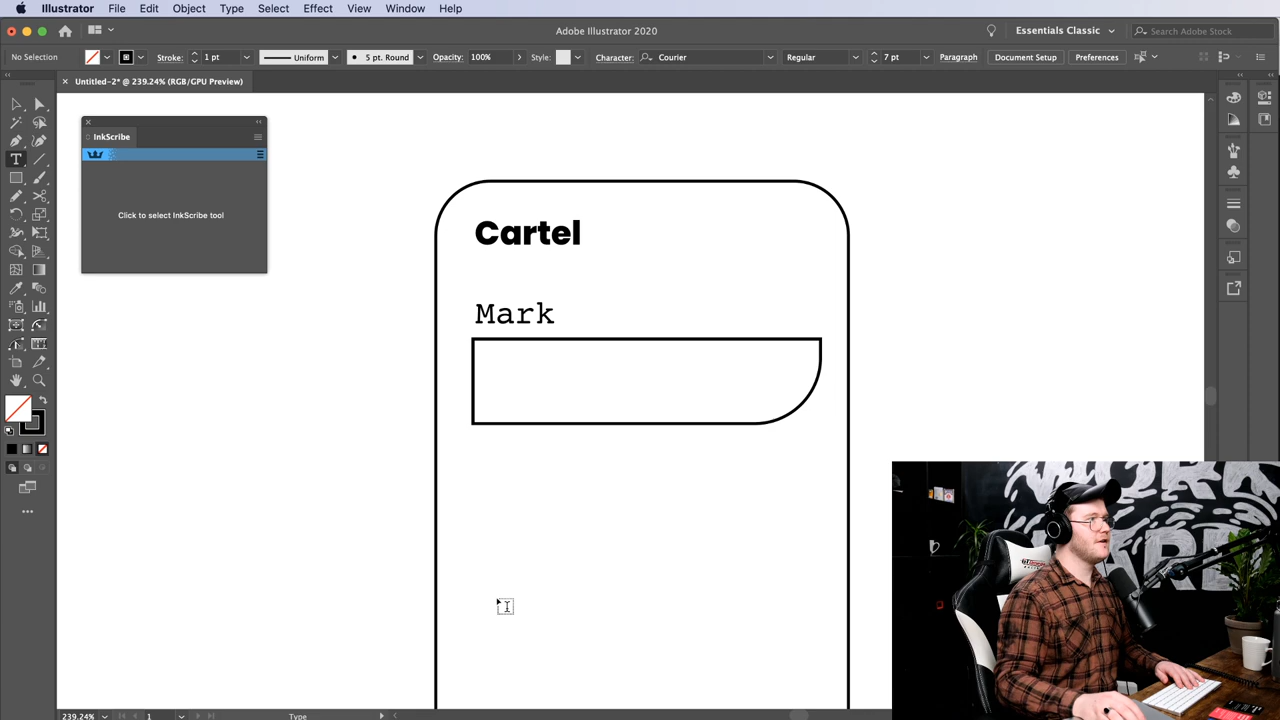 Illustrator File Edit Object Type Select Effect View Window Help
Adobe Illustrator 2020
Essentials Classic
Search Adobe Stock
No Selection
Stroke: 1 pt
Uniform
5 pt. Round
Opacity: 100%
Style:
Character: Courier
Regular
7 pt
Paragraph
Document Setup
Preferences
Untitled-2* @ 239.24% (RGB/GPU Preview)
InkScribe
Click to select InkScribe tool
Cartel
Mark
WORK
HARD
239.24%
1
Type